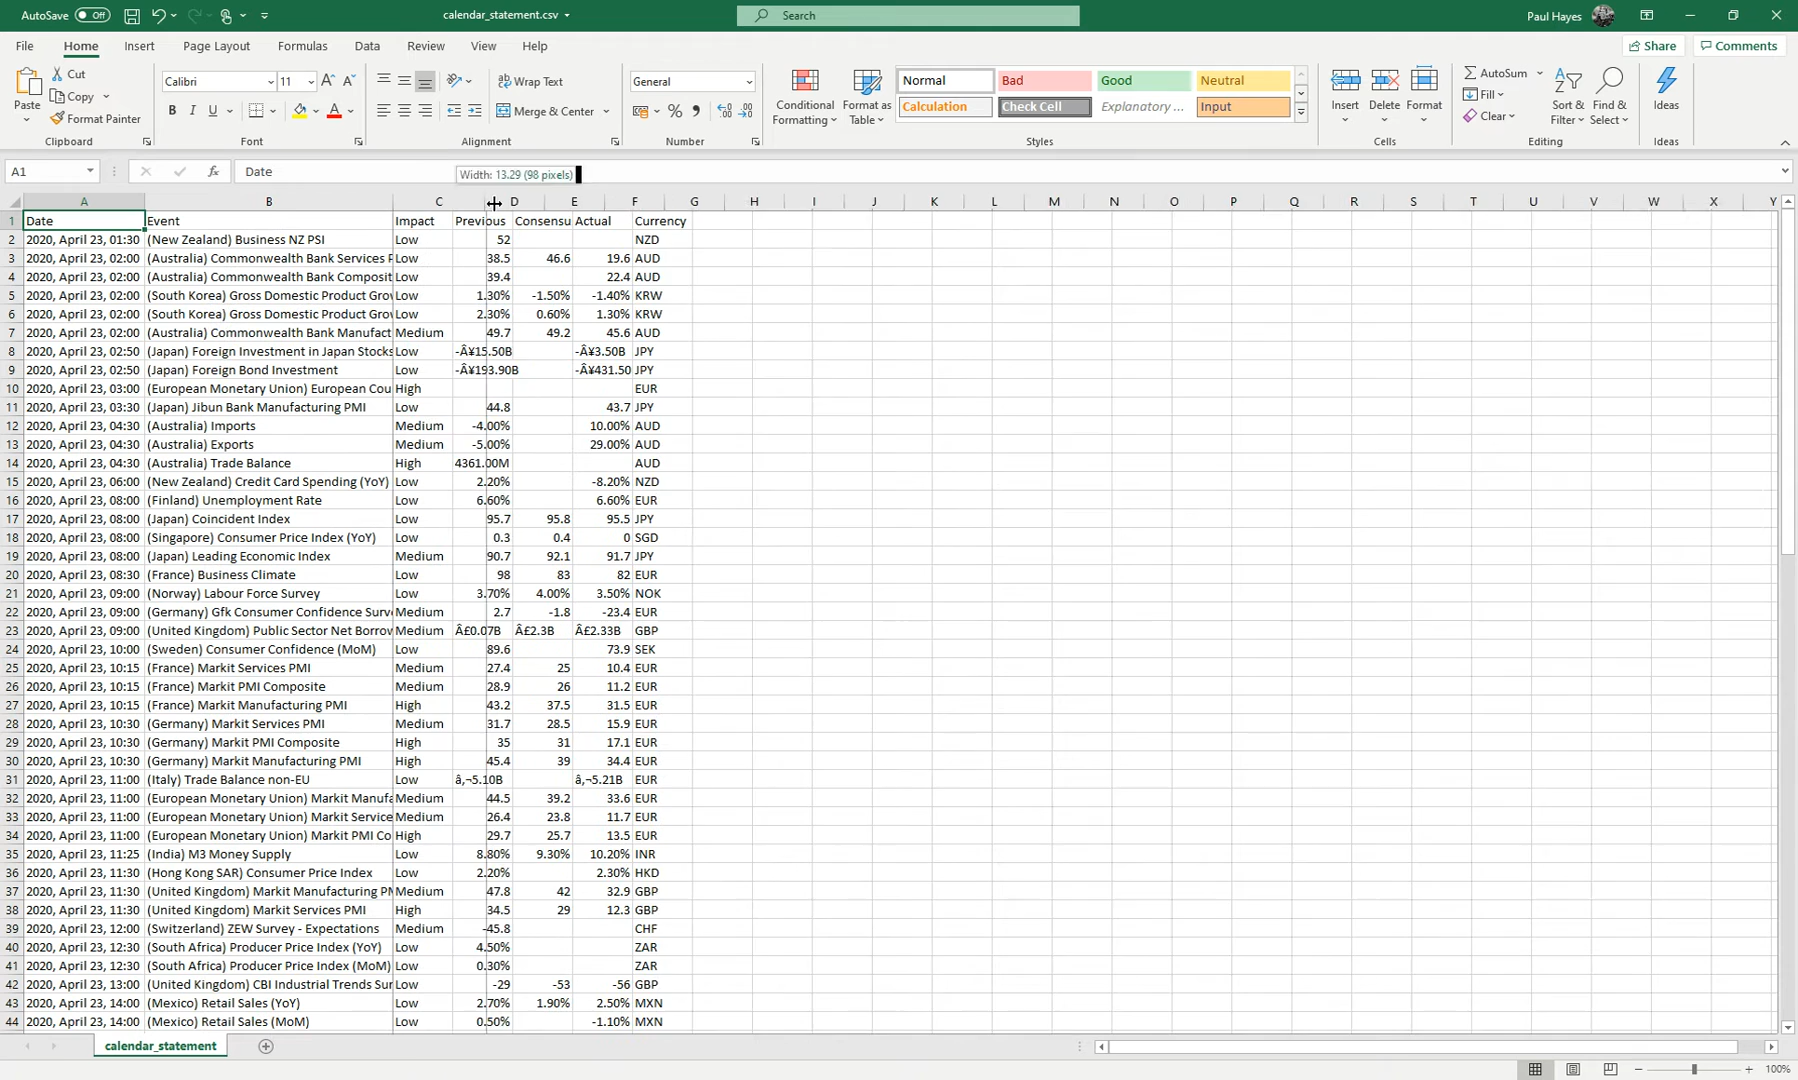 AutoSave Off calendar_statement.csv Search Paul Hayes
File Home Insert Page Layout Formulas Data Review View Help Share Comments
Paste Cut Copy Format Painter Clipboard
Calibri 11 A A B I U A Font
Wrap Text Merge & Center Alignment
General % Number
Conditional Formatting Format as Table
Normal Bad Good Neutral
Calculation Check Cell Explanatory ... Input
Styles
Insert Delete Format Cells
AutoSum Fill Clear Sort & Filter Find & Select Editing
Ideas Ideas
A1 fx Date Width: 13.29 (98 pixels)
A B C D E F G H I J K L M N O P Q R S T U V W X Y
1 Date Event Impact Previous Consensu Actual Currency
2 2020, April 23, 01:30 (New Zealand) Business NZ PSI Low 52 NZD
3 2020, April 23, 02:00 (Australia) Commonwealth Bank Services P Low 38.5 46.6 19.6 AUD
4 2020, April 23, 02:00 (Australia) Commonwealth Bank Composit Low 39.4 22.4 AUD
5 2020, April 23, 02:00 (South Korea) Gross Domestic Product Grov Low 1.30% -1.50% -1.40% KRW
6 2020, April 23, 02:00 (South Korea) Gross Domestic Product Grov Low 2.30% 0.60% 1.30% KRW
7 2020, April 23, 02:00 (Australia) Commonwealth Bank Manufact Medium 49.7 49.2 45.6 AUD
8 2020, April 23, 02:50 (Japan) Foreign Investment in Japan Stocks Low -Â¥15.50B -Â¥3.50B JPY
9 2020, April 23, 02:50 (Japan) Foreign Bond Investment Low -Â¥193.90B -Â¥431.50 JPY
10 2020, April 23, 03:00 (European Monetary Union) European Cou High EUR
11 2020, April 23, 03:30 (Japan) Jibun Bank Manufacturing PMI Low 44.8 43.7 JPY
12 2020, April 23, 04:30 (Australia) Imports Medium -4.00% 10.00% AUD
13 2020, April 23, 04:30 (Australia) Exports Medium -5.00% 29.00% AUD
14 2020, April 23, 04:30 (Australia) Trade Balance High 4361.00M AUD
15 2020, April 23, 06:00 (New Zealand) Credit Card Spending (YoY) Low 2.20% -8.20% NZD
16 2020, April 23, 08:00 (Finland) Unemployment Rate Low 6.60% 6.60% EUR
17 2020, April 23, 08:00 (Japan) Coincident Index Low 95.7 95.8 95.5 JPY
18 2020, April 23, 08:00 (Singapore) Consumer Price Index (YoY) Low 0.3 0.4 0 SGD
19 2020, April 23, 08:00 (Japan) Leading Economic Index Medium 90.7 92.1 91.7 JPY
20 2020, April 23, 08:30 (France) Business Climate Low 98 83 82 EUR
21 2020, April 23, 09:00 (Norway) Labour Force Survey Low 3.70% 4.00% 3.50% NOK
22 2020, April 23, 09:00 (Germany) Gfk Consumer Confidence Surv Medium 2.7 -1.8 -23.4 EUR
23 2020, April 23, 09:00 (United Kingdom) Public Sector Net Borrow Medium Â£0.07B Â£2.3B Â£2.33B GBP
24 2020, April 23, 10:00 (Sweden) Consumer Confidence (MoM) Low 89.6 73.9 SEK
25 2020, April 23, 10:15 (France) Markit Services PMI Medium 27.4 25 10.4 EUR
26 2020, April 23, 10:15 (France) Markit PMI Composite Medium 28.9 26 11.2 EUR
27 2020, April 23, 10:15 (France) Markit Manufacturing PMI High 43.2 37.5 31.5 EUR
28 2020, April 23, 10:30 (Germany) Markit Services PMI Medium 31.7 28.5 15.9 EUR
29 2020, April 23, 10:30 (Germany) Markit PMI Composite High 35 31 17.1 EUR
30 2020, April 23, 10:30 (Germany) Markit Manufacturing PMI High 45.4 39 34.4 EUR
31 2020, April 23, 11:00 (Italy) Trade Balance non-EU Low â‚¬5.10B â‚¬5.21B EUR
32 2020, April 23, 11:00 (European Monetary Union) Markit Manufa Medium 44.5 39.2 33.6 EUR
33 2020, April 23, 11:00 (European Monetary Union) Markit Service Medium 26.4 23.8 11.7 EUR
34 2020, April 23, 11:00 (European Monetary Union) Markit PMI Co High 29.7 25.7 13.5 EUR
35 2020, April 23, 11:25 (India) M3 Money Supply Low 8.80% 9.30% 10.20% INR
36 2020, April 23, 11:30 (Hong Kong SAR) Consumer Price Index Low 2.20% 2.30% HKD
37 2020, April 23, 11:30 (United Kingdom) Markit Manufacturing PM Medium 47.8 42 32.9 GBP
38 2020, April 23, 11:30 (United Kingdom) Markit Services PMI High 34.5 29 12.3 GBP
39 2020, April 23, 12:00 (Switzerland) ZEW Survey - Expectations Medium -45.8 CHF
40 2020, April 23, 12:30 (South Africa) Producer Price Index (YoY) Low 4.50% ZAR
41 2020, April 23, 12:30 (South Africa) Producer Price Index (MoM) Low 0.30% ZAR
42 2020, April 23, 13:00 (United Kingdom) CBI Industrial Trends Sur Low -29 -53 -56 GBP
43 2020, April 23, 14:00 (Mexico) Retail Sales (YoY) Low 2.70% 1.90% 2.50% MXN
44 2020, April 23, 14:00 (Mexico) Retail Sales (MoM) Low 0.50% -1.10% MXN
calendar_statement
100%